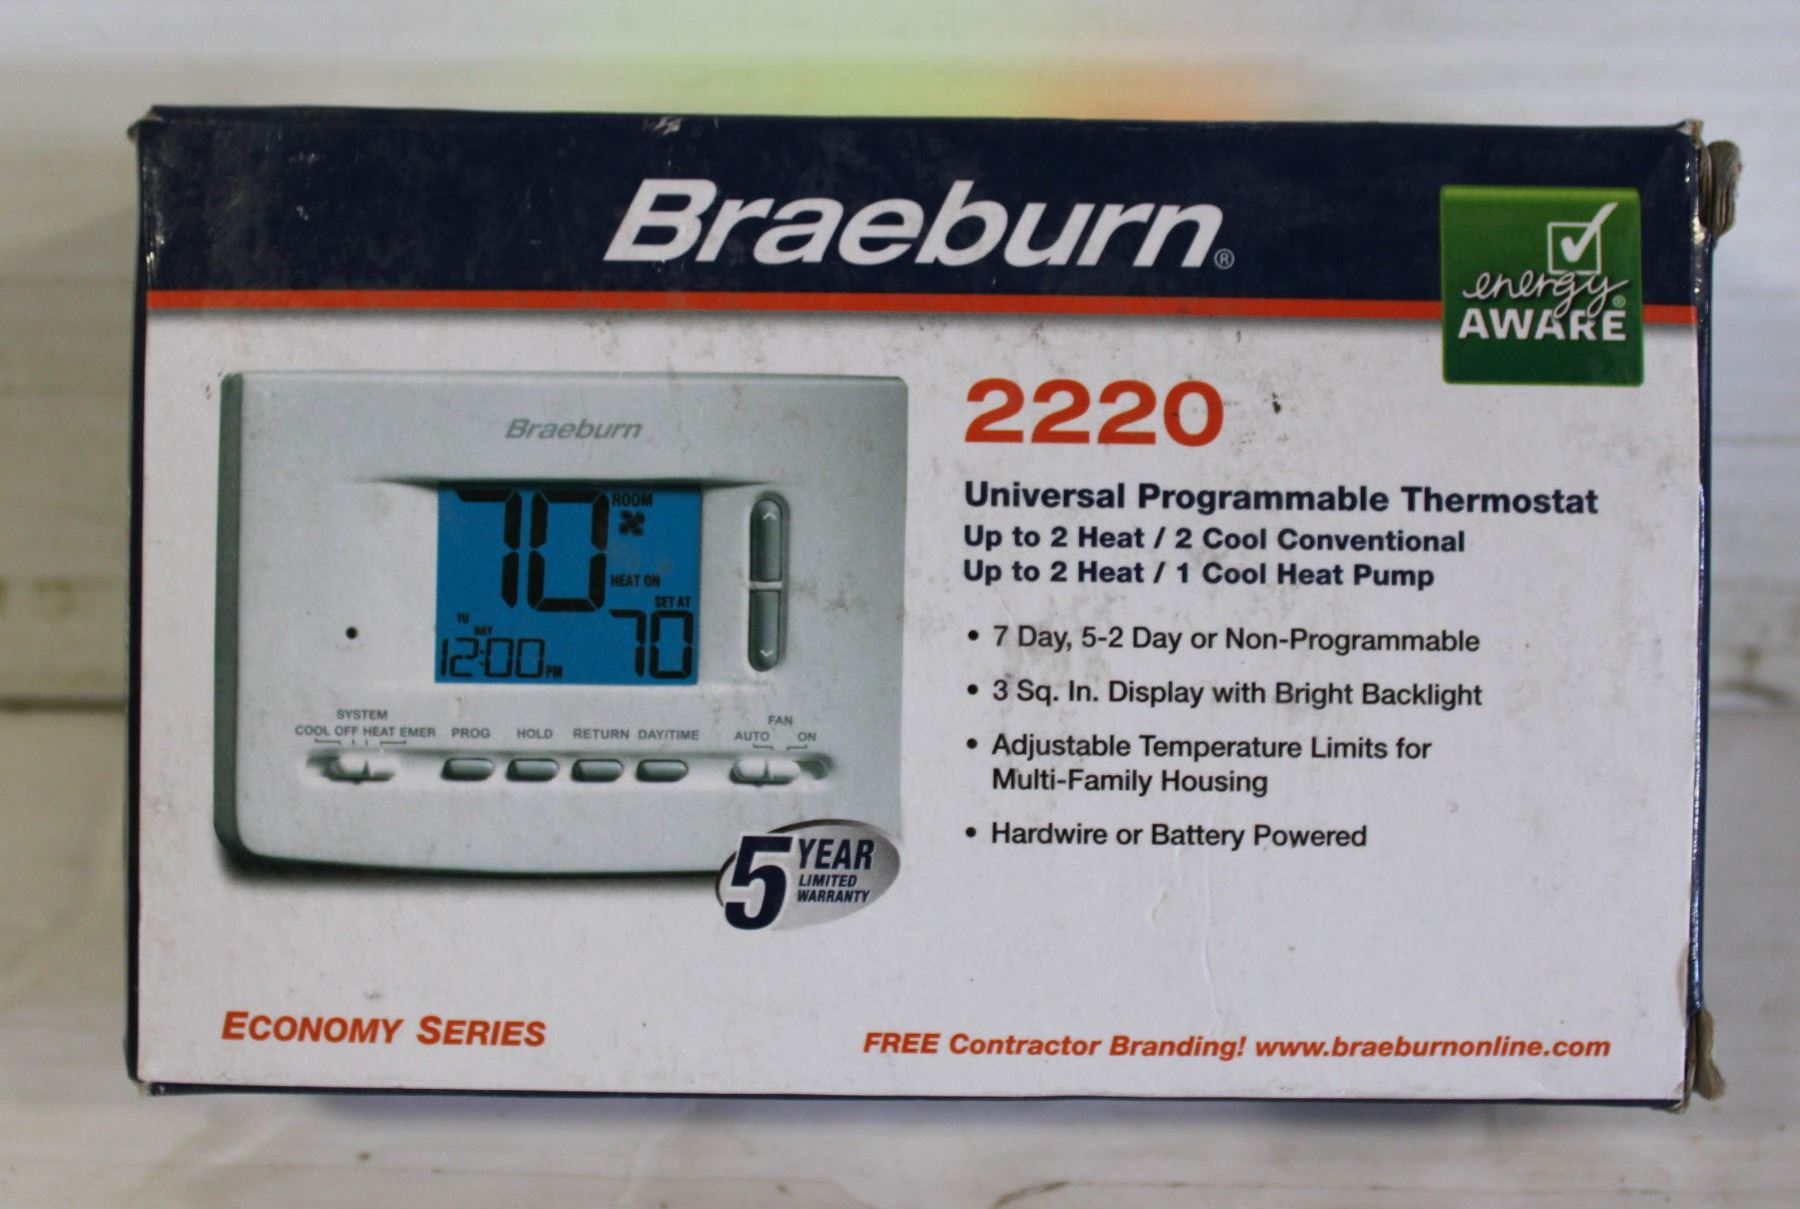 Braeburn®
energy®
AWARE
Braeburn
70 ROOM
HEAT ON
SET AT
TU
DAY
12:00 PM
70
SYSTEM
COOL OFF HEAT EMER
PROG HOLD RETURN DAY/TIME
FAN
AUTO ON
5 YEAR
LIMITED
WARRANTY
2220
Universal Programmable Thermostat
Up to 2 Heat / 2 Cool Conventional
Up to 2 Heat / 1 Cool Heat Pump
• 7 Day, 5-2 Day or Non-Programmable
• 3 Sq. In. Display with Bright Backlight
• Adjustable Temperature Limits for
Multi-Family Housing
• Hardwire or Battery Powered
ECONOMY SERIES
FREE Contractor Branding! www.braeburnonline.com